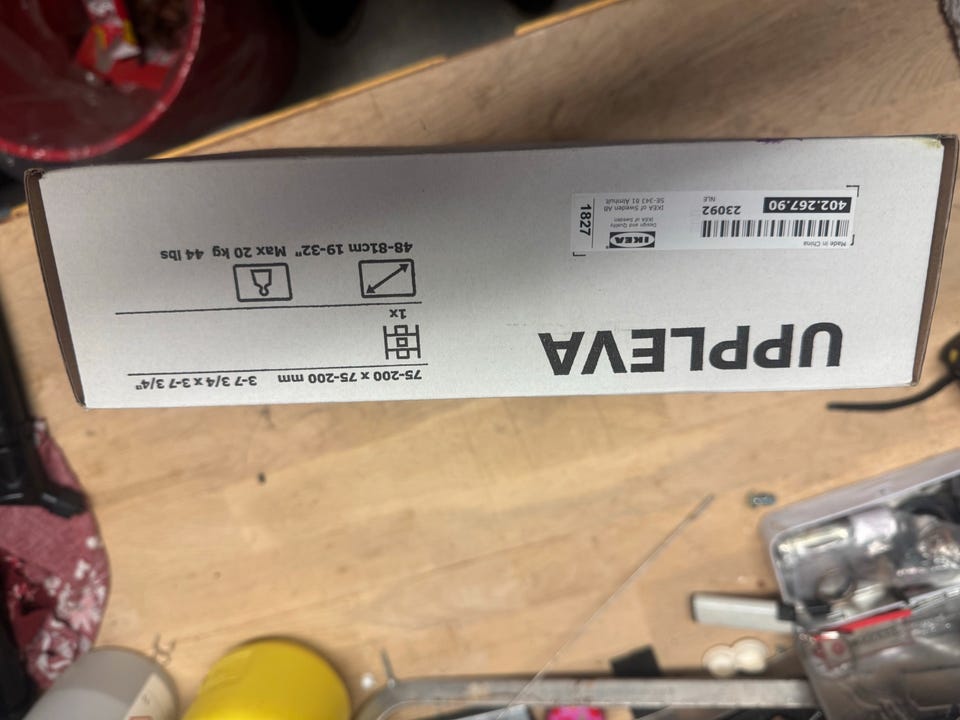 75-200 x 75-200 mm 3-7 3/4 x 3-7 3/4"
1x
48-81cm 19-32" Max 20 kg 44 lbs
UPPLEVA
Made in China
402.267.90
23092
NLE
IKEA
Design and Quality
IKEA of Sweden
IKEA of Sweden AB
SE-343 81 Älmhult
1827